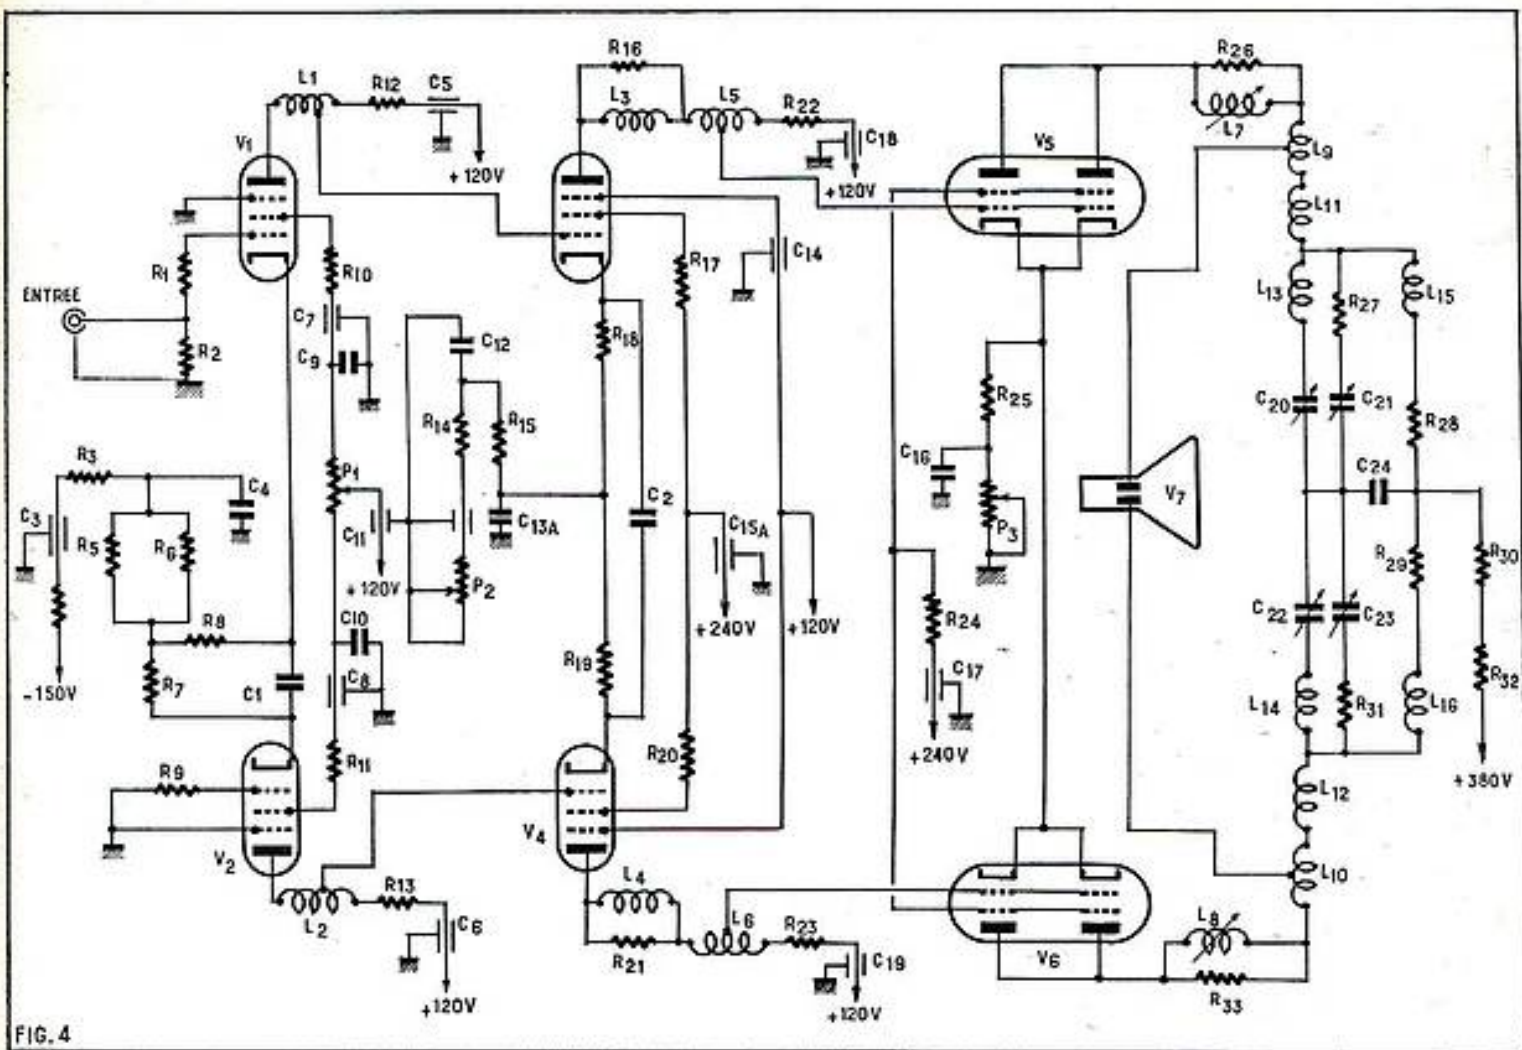 R16
R26
L1
R12
C5
L3
L5
R22
L7
V1
C18
V5
L9
+120V
+120V
L11
R1
R10
R17
C14
ENTREE
L13
L15
C7
R27
R2
C9
C12
R18
R25
C20
C21
R14
R15
R28
R3
P1
C16
C24
C4
C2
V7
C3
C11
C13A
C15A
P3
R5
R6
R29
R30
+120V
P2
C22
C23
R8
C10
+240V
+120V
R24
R19
-150V
R7
C1
C8
C17
R32
L14
R31
L16
R9
R11
R20
+240V
+380V
L12
V2
V4
L4
L10
R13
L6
L8
L2
C6
R23
R21
V6
C19
R33
+120V
+120V
FIG. 4